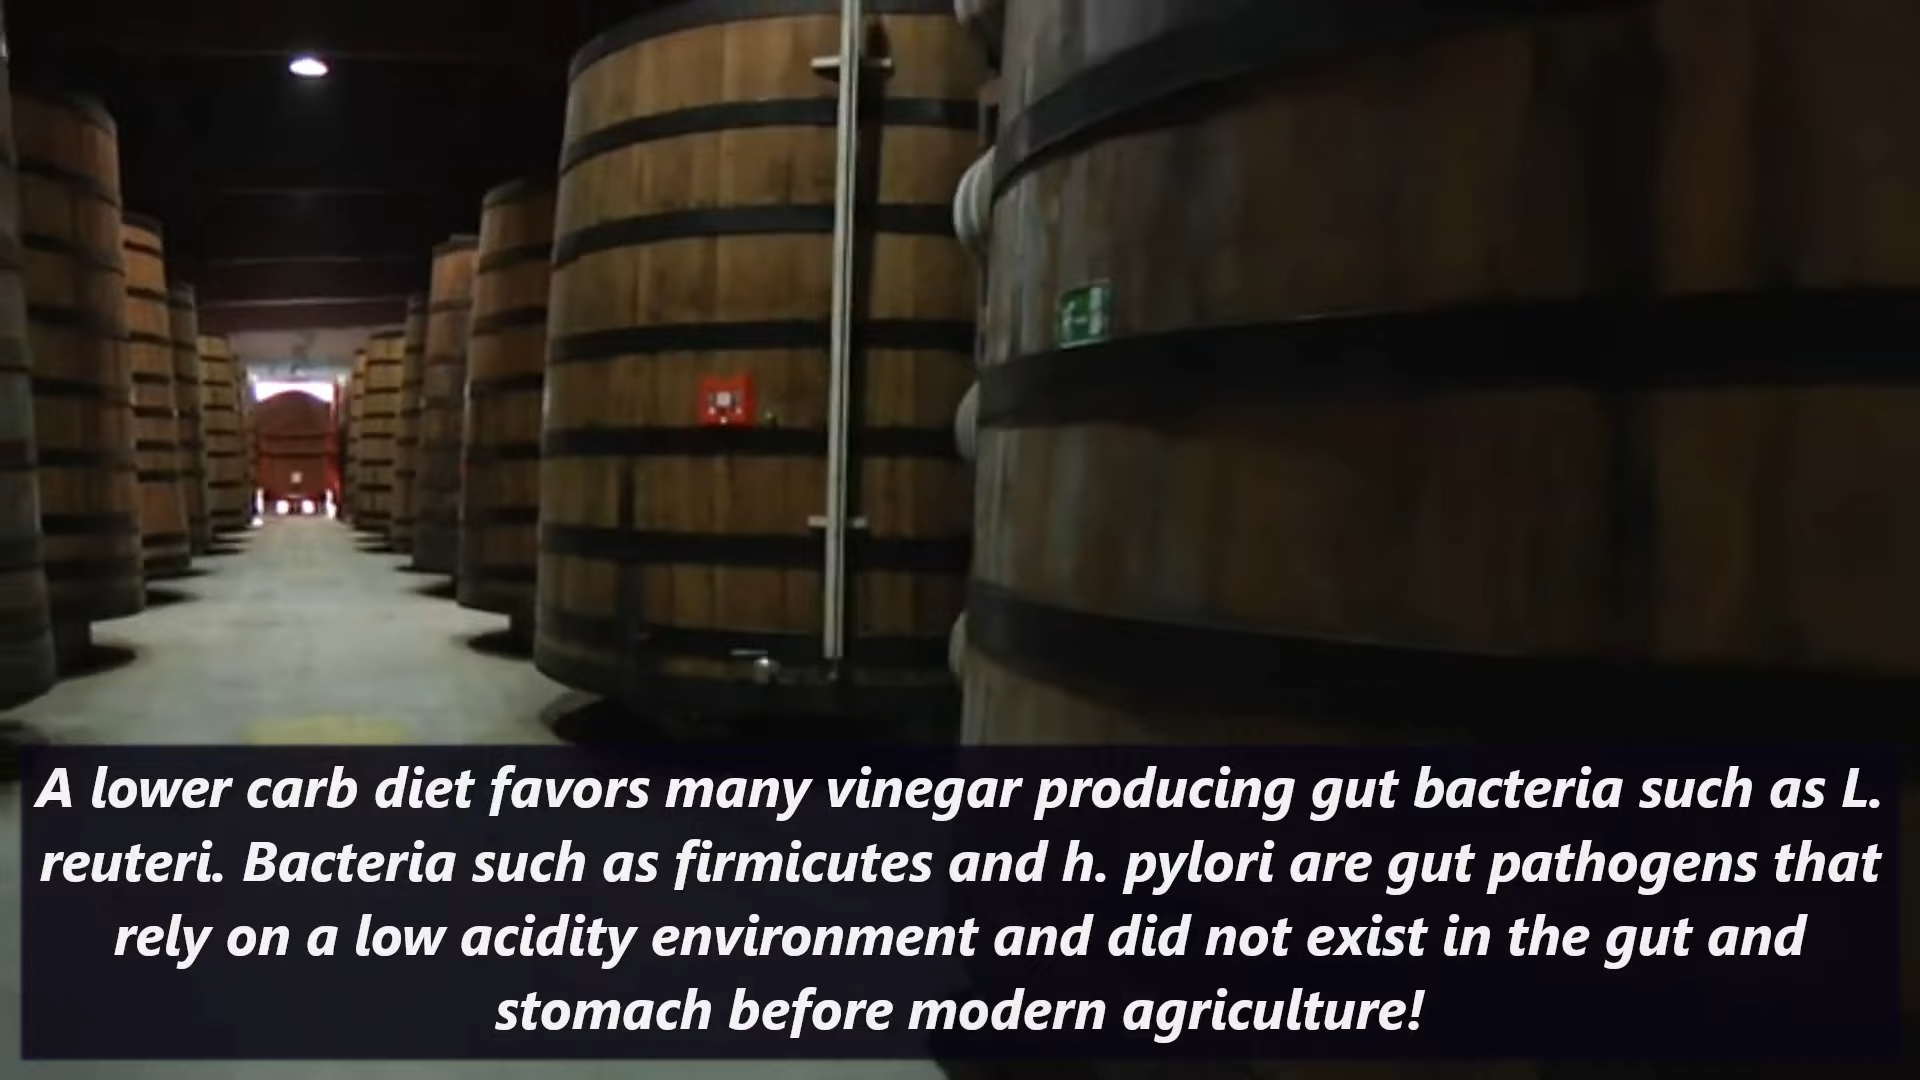 A lower carb diet favors many vinegar producing gut bacteria such as L.
reuteri. Bacteria such as firmicutes and h. pylori are gut pathogens that
rely on a low acidity environment and did not exist in the gut and
stomach before modern agriculture!